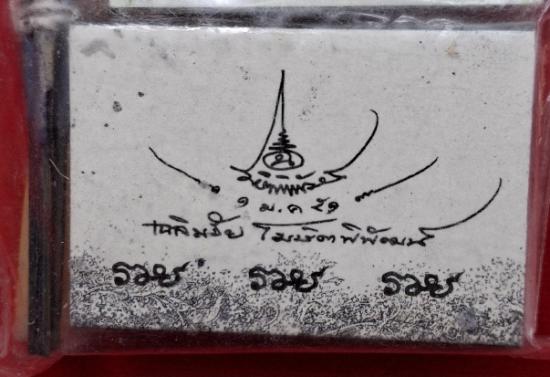 ๑ ม.ค ๕๑
เฉลิมชัย โฆษิตพิพัฒน์
รวย รวย รวย